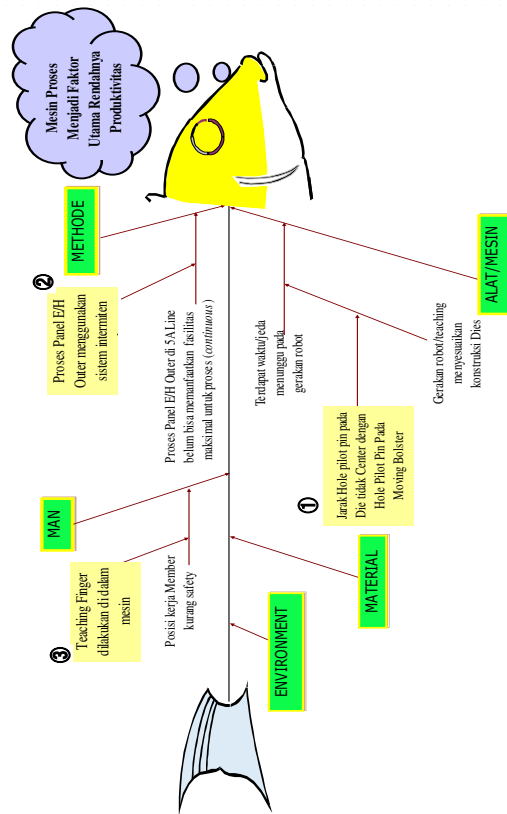 Mesin Proses
Menjadi Faktor
Utama Rendahnya
Produktivitas
MAN
METHODE
③
Teaching Finger
dilakukan di dalam
mesin
②
Proses Panel E/H
Outer menggunakan
sistem intermiten
Posisi kerja Member
kurang safety
Proses Panel E/H Outer di 5A Line
belum bisa memanfaatkan fasilitas
maksimal untuk proses (continuous)
Terdapat waktu/jeda
menunggu pada
gerakan robot
①
Jarak Hole pilot pin pada
Die tidak Center dengan
Hole Pilot Pin Pada
Moving Bolster
Gerakan robot/teaching
menyesuaikan
konstruksi Dies
ENVIRONMENT
MATERIAL
ALAT/MESIN